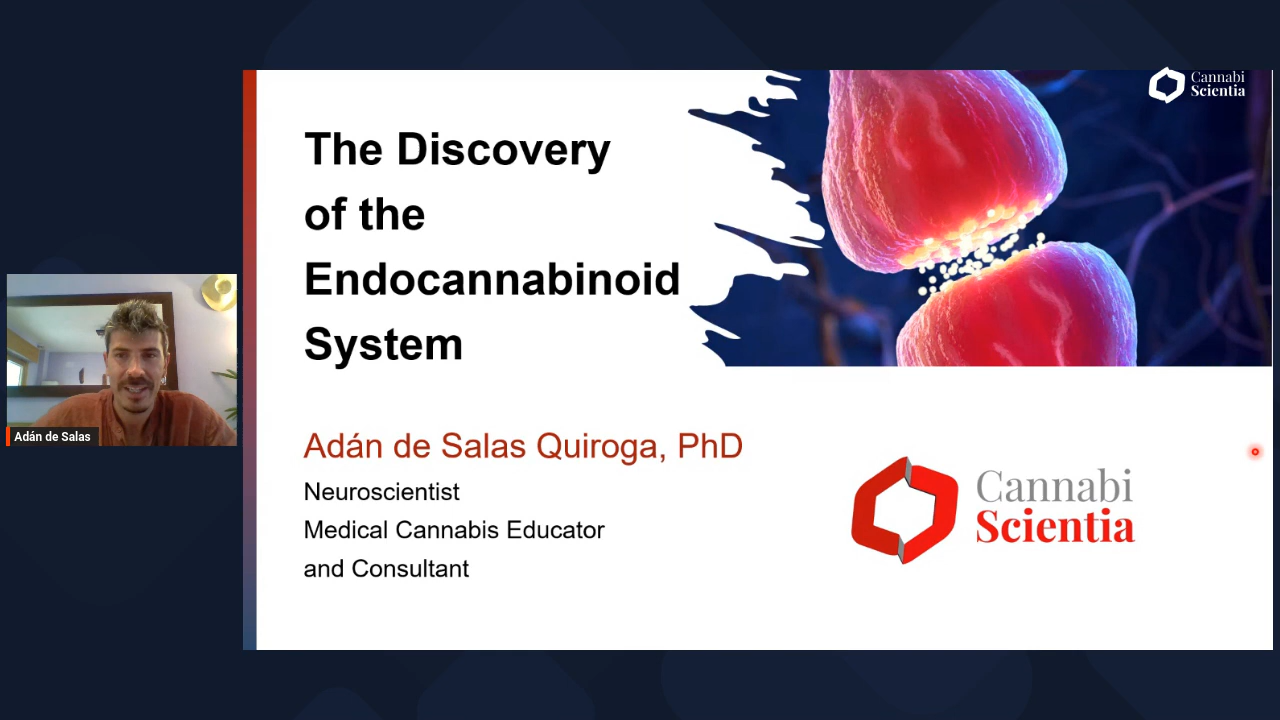 Cannabi
Scientia
The Discovery
of the
Endocannabinoid
System
Adán de Salas
Adán de Salas Quiroga, PhD
Neuroscientist
Medical Cannabis Educator
and Consultant
Cannabi
Scientia